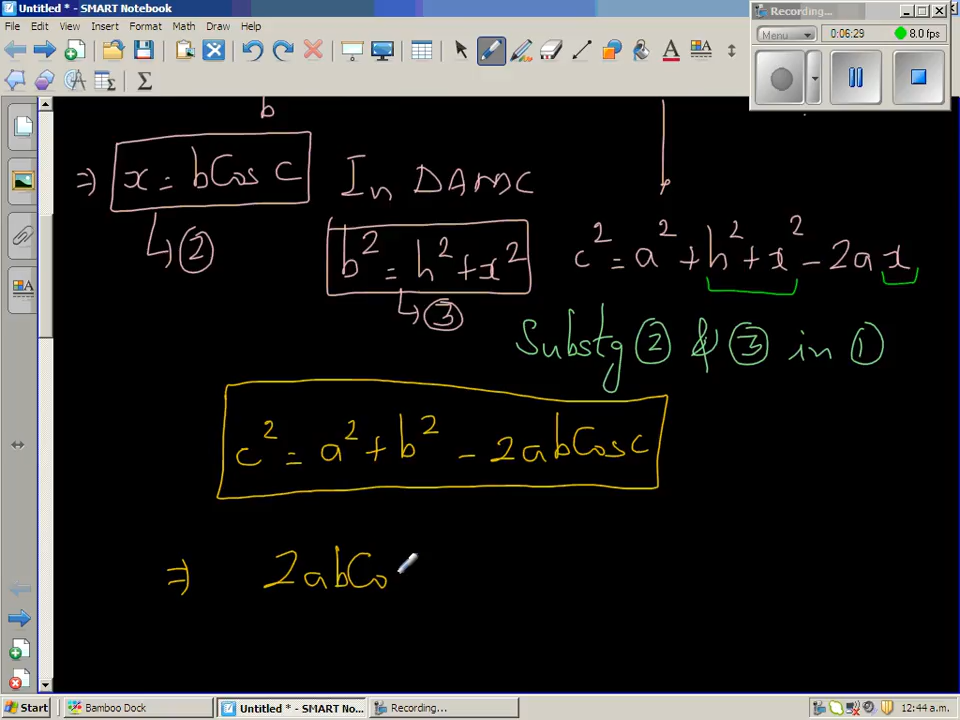 Untitled * - SMART Notebook
Recording...
File Edit View Insert Format Math Draw Help
Menu 0:06:29 8.0 fps
b
⇒ x = bCos C
In DADC
② 
b² = h² + x²
c² = a² + h² + x² - 2ax
③
Substg ② & ③ in ①
c² = a² + b² - 2abCosc
⇒ 2abCo
Start Bamboo Dock Untitled * - SMART No... Recording... 12:44 a.m.